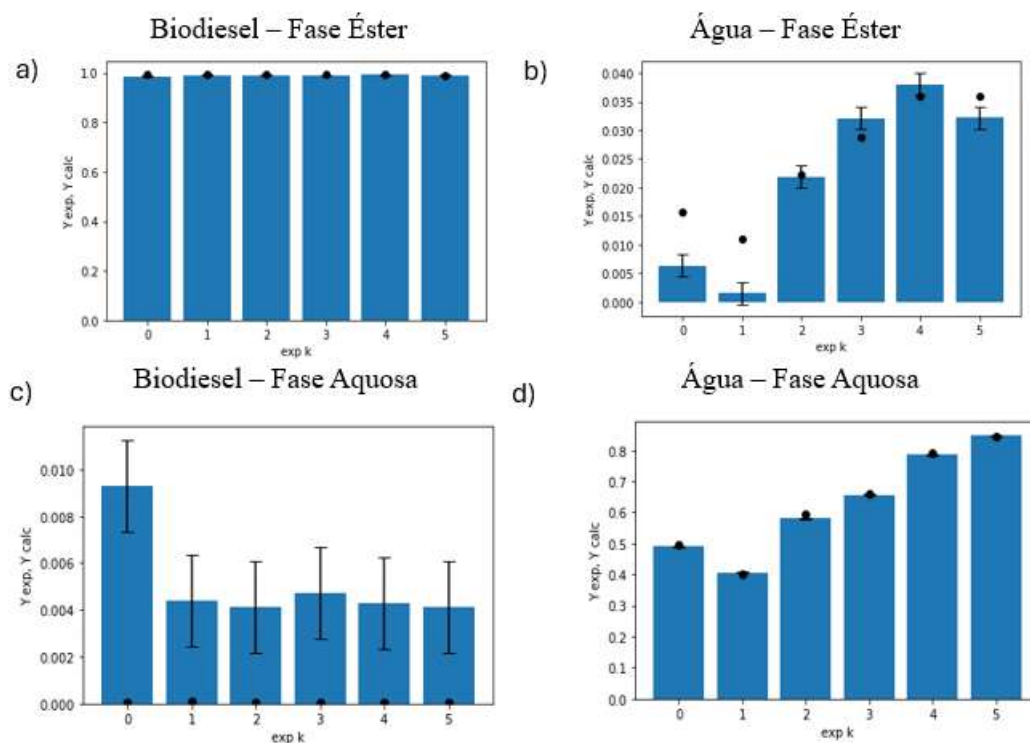 Biodiesel – Fase Éster
a)
1.0
0.8
0.6
0.4
0.2
0.0
Y exp, Y calc
0 1 2 3 4 5
exp k
Água – Fase Éster
b)
0.040
0.035
0.030
0.025
0.020
0.015
0.010
0.005
0.000
Y exp, Y calc
0 1 2 3 4 5
exp k
Biodiesel – Fase Aquosa
c)
0.010
0.008
0.006
0.004
0.002
0.000
Y exp, Y calc
0 1 2 3 4 5
exp k
Água – Fase Aquosa
d)
0.8
0.7
0.6
0.5
0.4
0.3
0.2
0.1
0.0
Y exp, Y calc
0 1 2 3 4 5
exp k